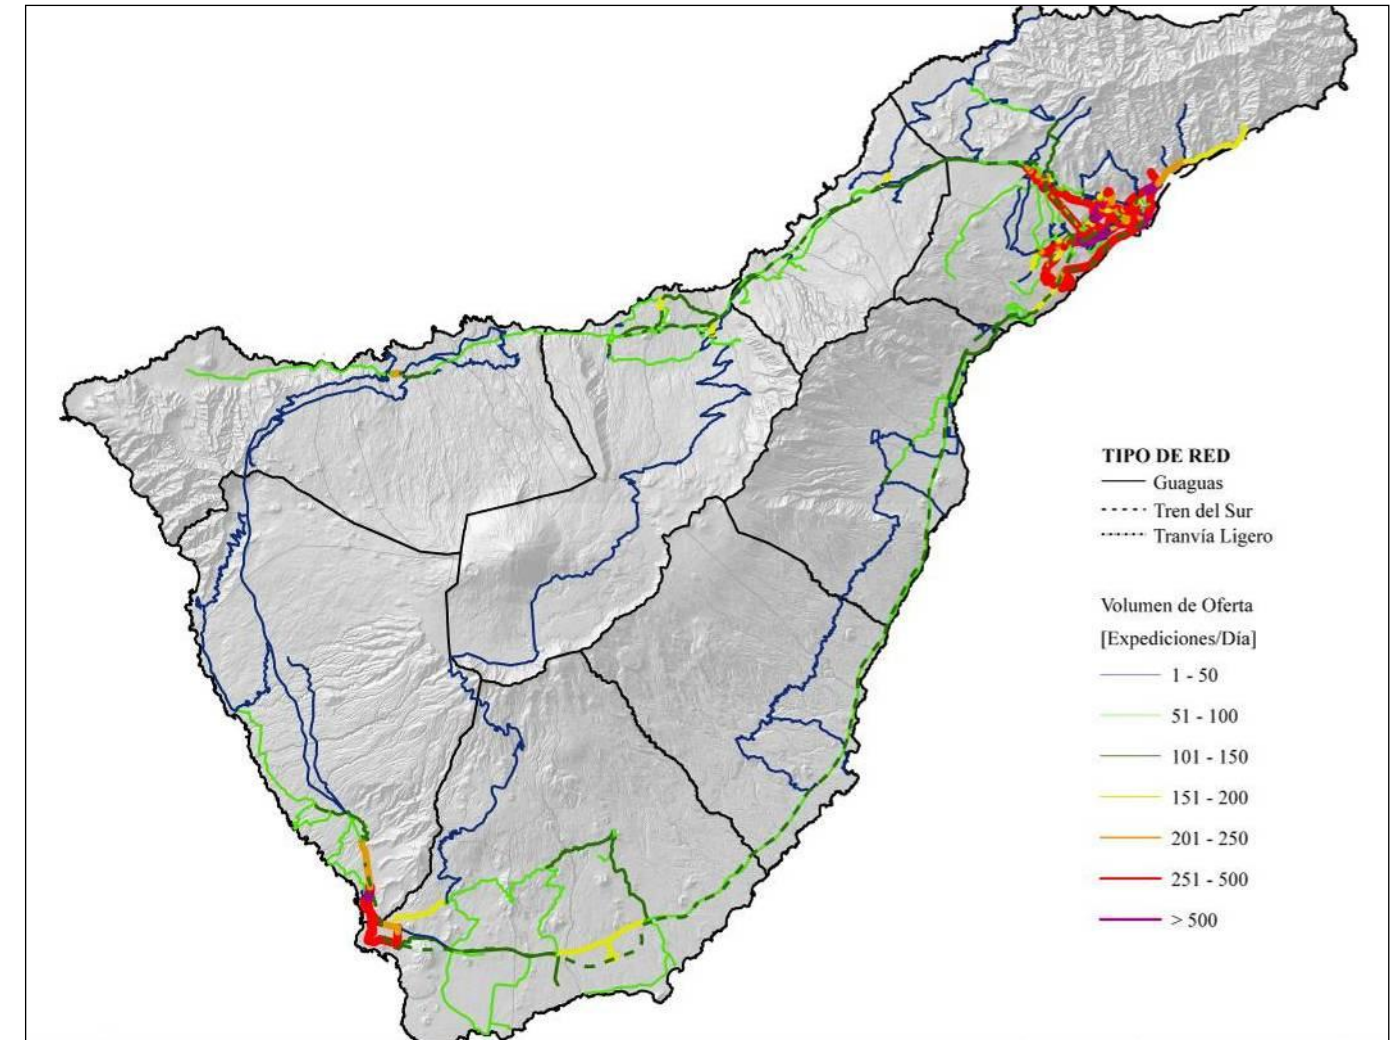 TIPO DE RED
Guaguas
Tren del Sur
Tranvía Ligero
Volumen de Oferta
[Expediciones/Día]
1 - 50
51 - 100
101 - 150
151 - 200
201 - 250
251 - 500
> 500